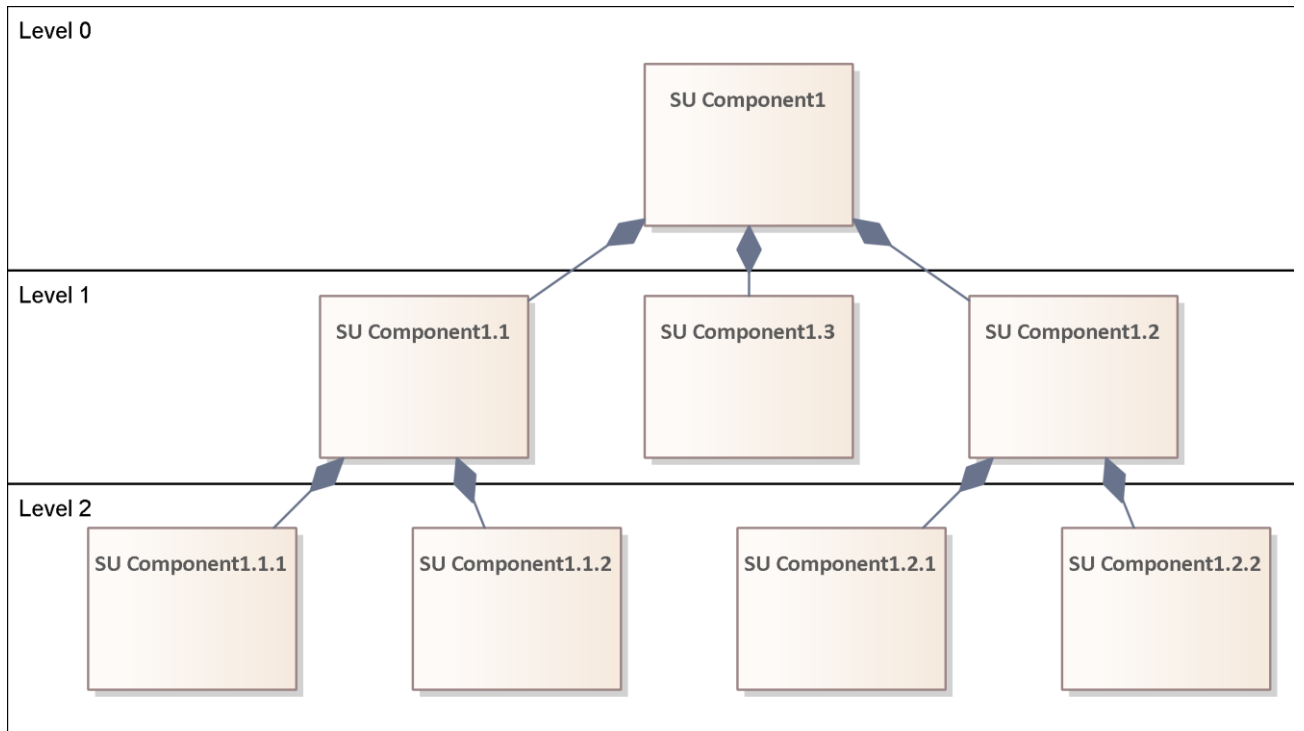 Level 0
SU Component1
Level 1
SU Component1.1
SU Component1.3
SU Component1.2
Level 2
SU Component1.1.1
SU Component1.1.2
SU Component1.2.1
SU Component1.2.2